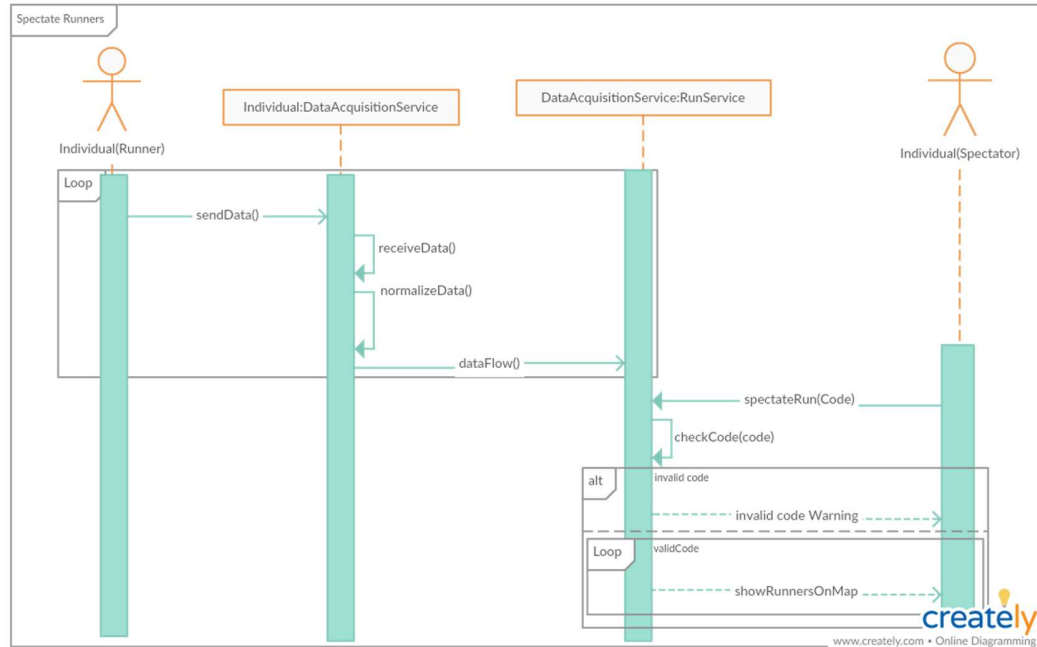 Spectate Runners
Individual:DataAcquisitionService
DataAcquisitionService:RunService
Individual(Runner)
Individual(Spectator)
Loop
sendData()
receiveData()
normalizeData()
dataFlow()
spectateRun(Code)
checkCode(code)
alt
invalid code
invalid code Warning
Loop
validCode
showRunnersOnMap
creately
www.creately.com • Online Diagramming